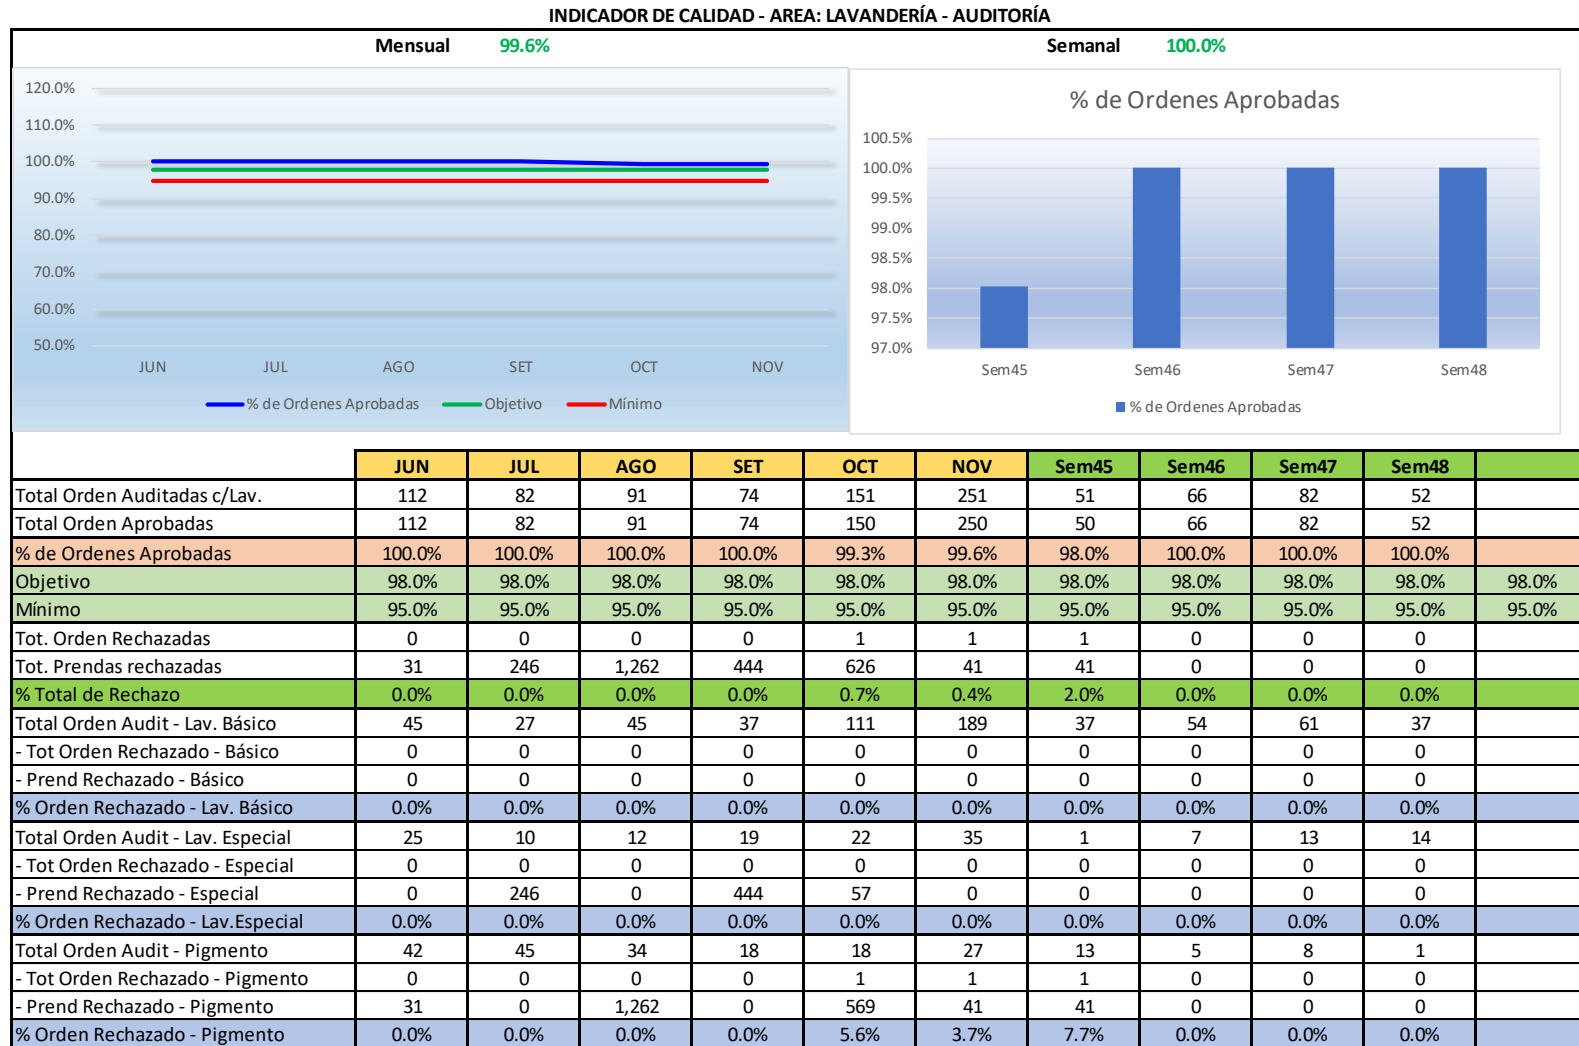 INDICADOR DE CALIDAD - AREA: LAVANDERÍA - AUDITORÍA
Mensual 99.6% Semanal 100.0%
120.0%
110.0%
100.0%
90.0%
80.0%
70.0%
60.0%
50.0%
JUN JUL AGO SET OCT NOV
% de Ordenes Aprobadas Objetivo Mínimo
% de Ordenes Aprobadas
100.5%
100.0%
99.5%
99.0%
98.5%
98.0%
97.5%
97.0%
Sem45 Sem46 Sem47 Sem48
% de Ordenes Aprobadas
JUN JUL AGO SET OCT NOV Sem45 Sem46 Sem47 Sem48
Total Orden Auditadas c/Lav. 112 82 91 74 151 251 51 66 82 52
Total Orden Aprobadas 112 82 91 74 150 250 50 66 82 52
% de Ordenes Aprobadas 100.0% 100.0% 100.0% 100.0% 99.3% 99.6% 98.0% 100.0% 100.0% 100.0%
Objetivo 98.0% 98.0% 98.0% 98.0% 98.0% 98.0% 98.0% 98.0% 98.0% 98.0% 98.0%
Mínimo 95.0% 95.0% 95.0% 95.0% 95.0% 95.0% 95.0% 95.0% 95.0% 95.0% 95.0%
Tot. Orden Rechazadas 0 0 0 0 1 1 1 0 0 0
Tot. Prendas rechazadas 31 246 1,262 444 626 41 41 0 0 0
% Total de Rechazo 0.0% 0.0% 0.0% 0.0% 0.7% 0.4% 2.0% 0.0% 0.0% 0.0%
Total Orden Audit - Lav. Básico 45 27 45 37 111 189 37 54 61 37
- Tot Orden Rechazado - Básico 0 0 0 0 0 0 0 0 0 0
- Prend Rechazado - Básico 0 0 0 0 0 0 0 0 0 0
% Orden Rechazado - Lav. Básico 0.0% 0.0% 0.0% 0.0% 0.0% 0.0% 0.0% 0.0% 0.0% 0.0%
Total Orden Audit - Lav. Especial 25 10 12 19 22 35 1 7 13 14
- Tot Orden Rechazado - Especial 0 0 0 0 0 0 0 0 0 0
- Prend Rechazado - Especial 0 246 0 444 57 0 0 0 0 0
% Orden Rechazado - Lav.Especial 0.0% 0.0% 0.0% 0.0% 0.0% 0.0% 0.0% 0.0% 0.0% 0.0%
Total Orden Audit - Pigmento 42 45 34 18 18 27 13 5 8 1
- Tot Orden Rechazado - Pigmento 0 0 0 0 1 1 1 0 0 0
- Prend Rechazado - Pigmento 31 0 1,262 0 569 41 41 0 0 0
% Orden Rechazado - Pigmento 0.0% 0.0% 0.0% 0.0% 5.6% 3.7% 7.7% 0.0% 0.0% 0.0%